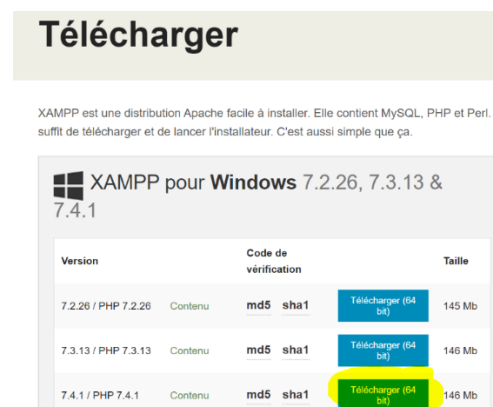 Télécharger
XAMPP est une distribution Apache facile à installer. Elle contient MySQL, PHP et Perl.
suffit de télécharger et de lancer l'installateur. C'est aussi simple que ça.
XAMPP pour Windows 7.2.26, 7.3.13 &
7.4.1
Version Code de vérification Taille
7.2.26 / PHP 7.2.26 Contenu md5 sha1 Télécharger (64 bit) 145 Mb
7.3.13 / PHP 7.3.13 Contenu md5 sha1 Télécharger (64 bit) 146 Mb
7.4.1 / PHP 7.4.1 Contenu md5 sha1 Télécharger (64 bit) 146 Mb